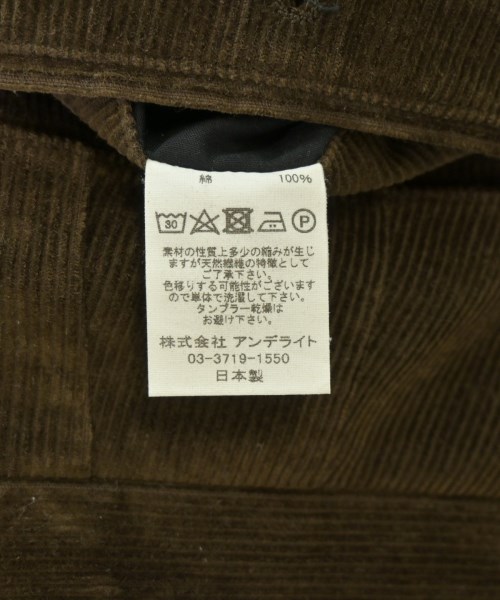 綿 100%
30 P
素材の性質上多少の縮みが生じ
ますが天然繊維の特徴として
ご了承下さい。
色移りする可能性がございます
ので単体で洗濯して下さい。
タンブラー乾燥は
お避け下さい。
株式会社 アンデライト
03-3719-1550
日本製